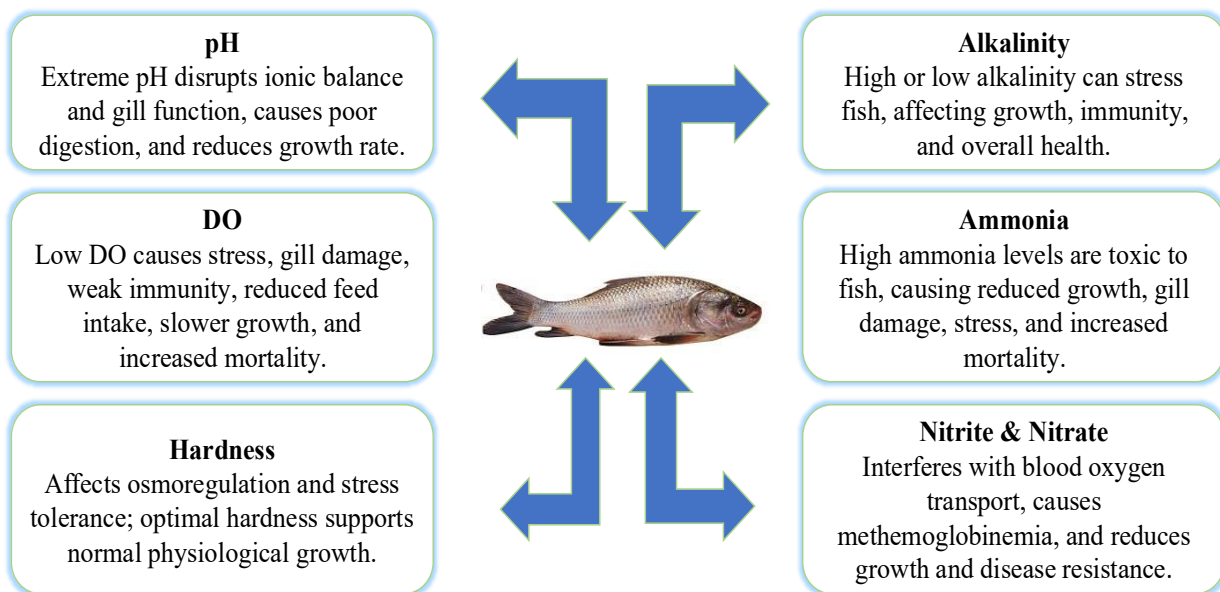 pH
Extreme pH disrupts ionic balance
and gill function, causes poor
digestion, and reduces growth rate.
DO
Low DO causes stress, gill damage,
weak immunity, reduced feed
intake, slower growth, and
increased mortality.
Hardness
Affects osmoregulation and stress
tolerance; optimal hardness supports
normal physiological growth.
Alkalinity
High or low alkalinity can stress
fish, affecting growth, immunity,
and overall health.
Ammonia
High ammonia levels are toxic to
fish, causing reduced growth, gill
damage, stress, and increased
mortality.
Nitrite & Nitrate
Interferes with blood oxygen
transport, causes
methemoglobinemia, and reduces
growth and disease resistance.